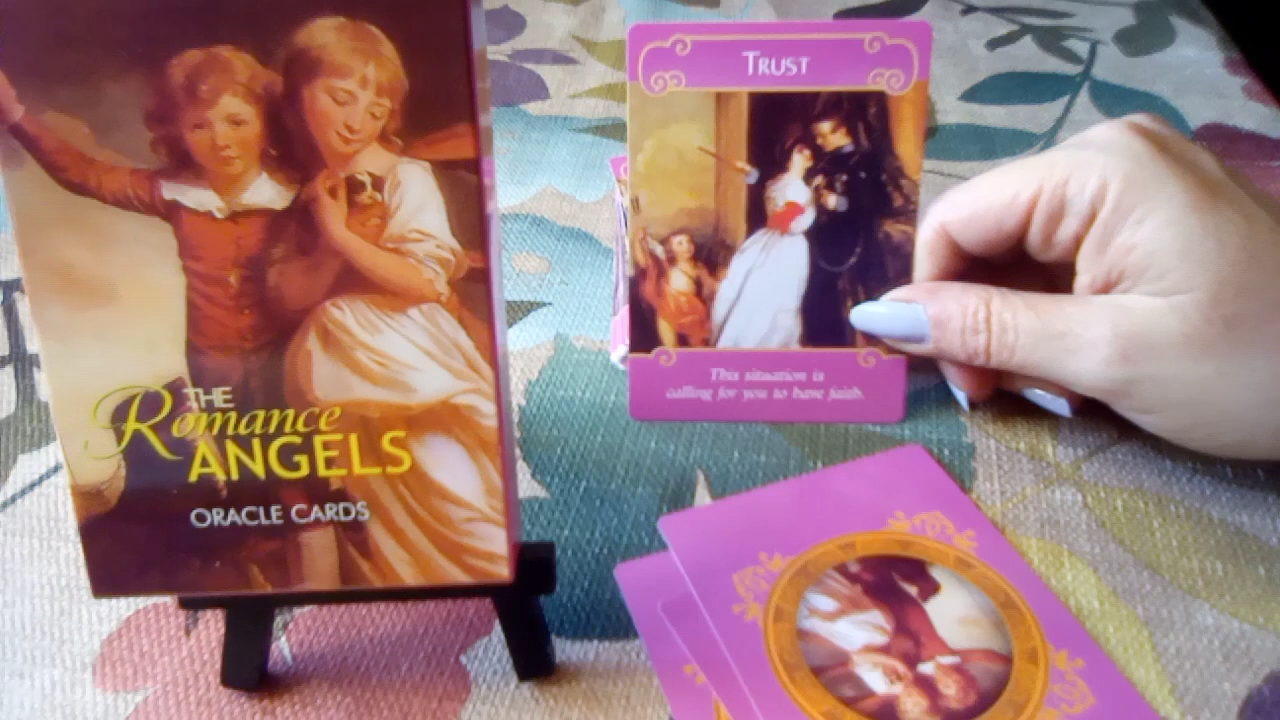 THE
Romance
ANGELS
ORACLE CARDS
TRUST
This situation is
calling for you to have faith.